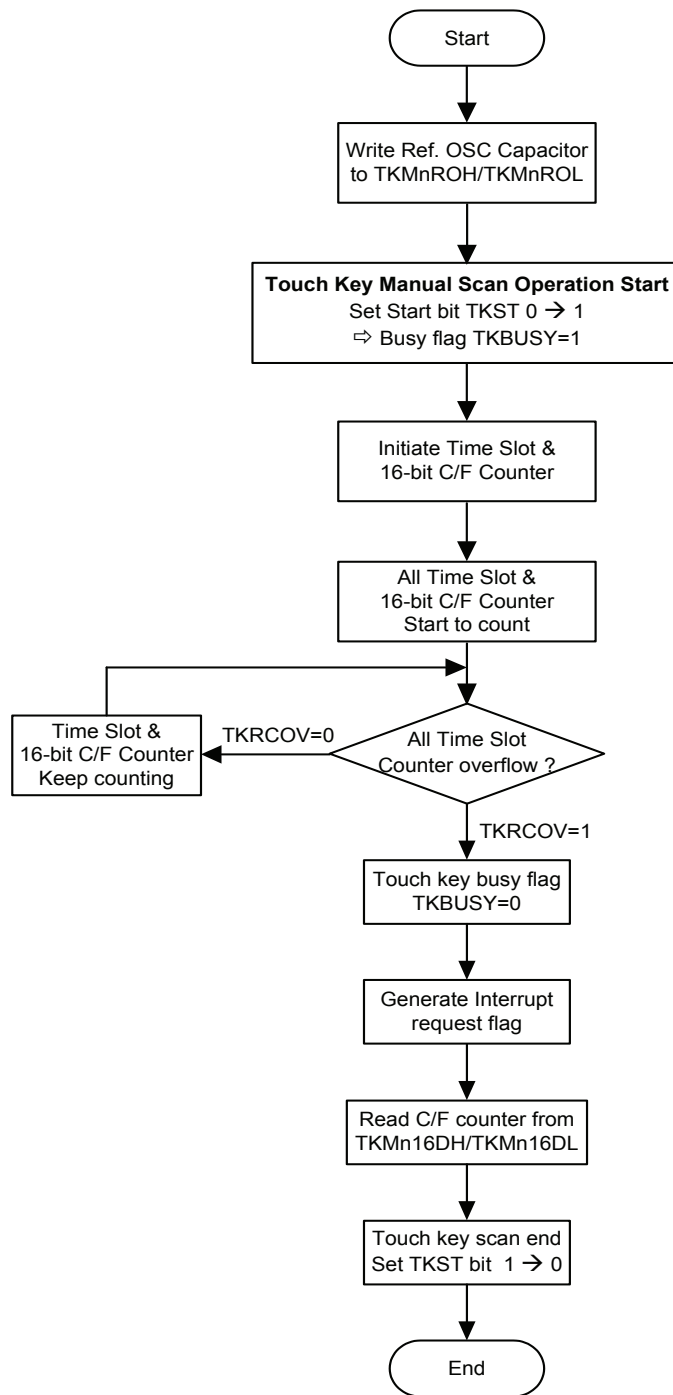 Start
Write Ref. OSC Capacitor
to TKMnROH/TKMnROL
Touch Key Manual Scan Operation Start
Set Start bit TKST 0 → 1
⇨ Busy flag TKBUSY=1
Initiate Time Slot &
16-bit C/F Counter
All Time Slot &
16-bit C/F Counter
Start to count
Time Slot &
16-bit C/F Counter
Keep counting
TKRCOV=0
All Time Slot
Counter overflow ?
TKRCOV=1
Touch key busy flag
TKBUSY=0
Generate Interrupt
request flag
Read C/F counter from
TKMn16DH/TKMn16DL
Touch key scan end
Set TKST bit 1 → 0
End